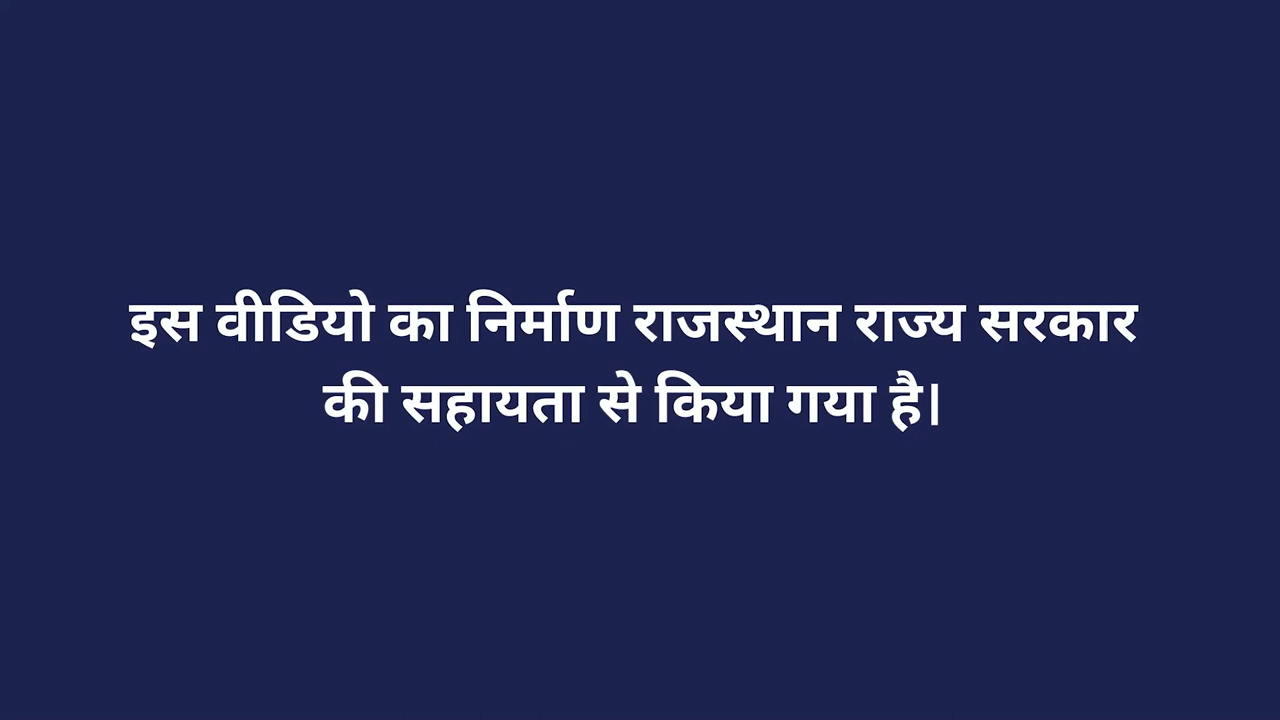 इस वीडियो का निर्माण राजस्थान राज्य सरकार
की सहायता से किया गया है।